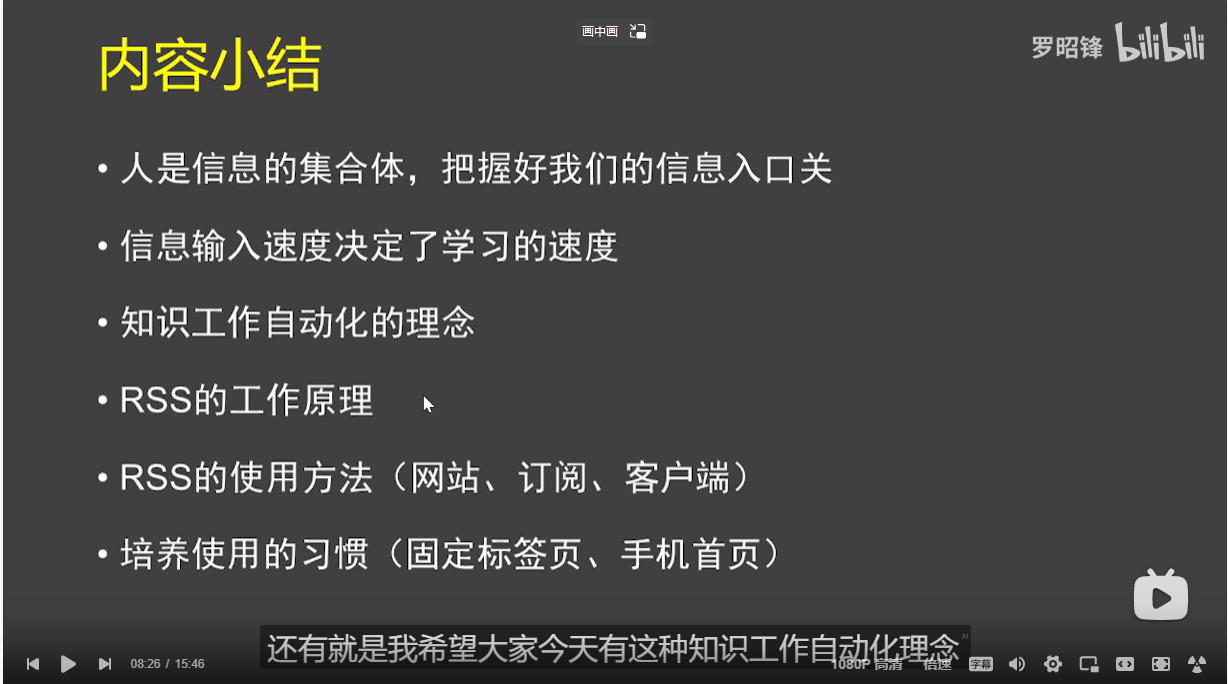 画中画
内容小结
罗昭锋 bilibili
• 人是信息的集合体，把握好我们的信息入口关
• 信息输入速度决定了学习的速度
• 知识工作自动化的理念
• RSS的工作原理
• RSS的使用方法（网站、订阅、客户端）
• 培养使用的习惯（固定标签页、手机首页）
还有就是我希望大家今天有这种知识工作自动化理念
AI
08:26 / 15:46
1080P 高清 倍速 字幕